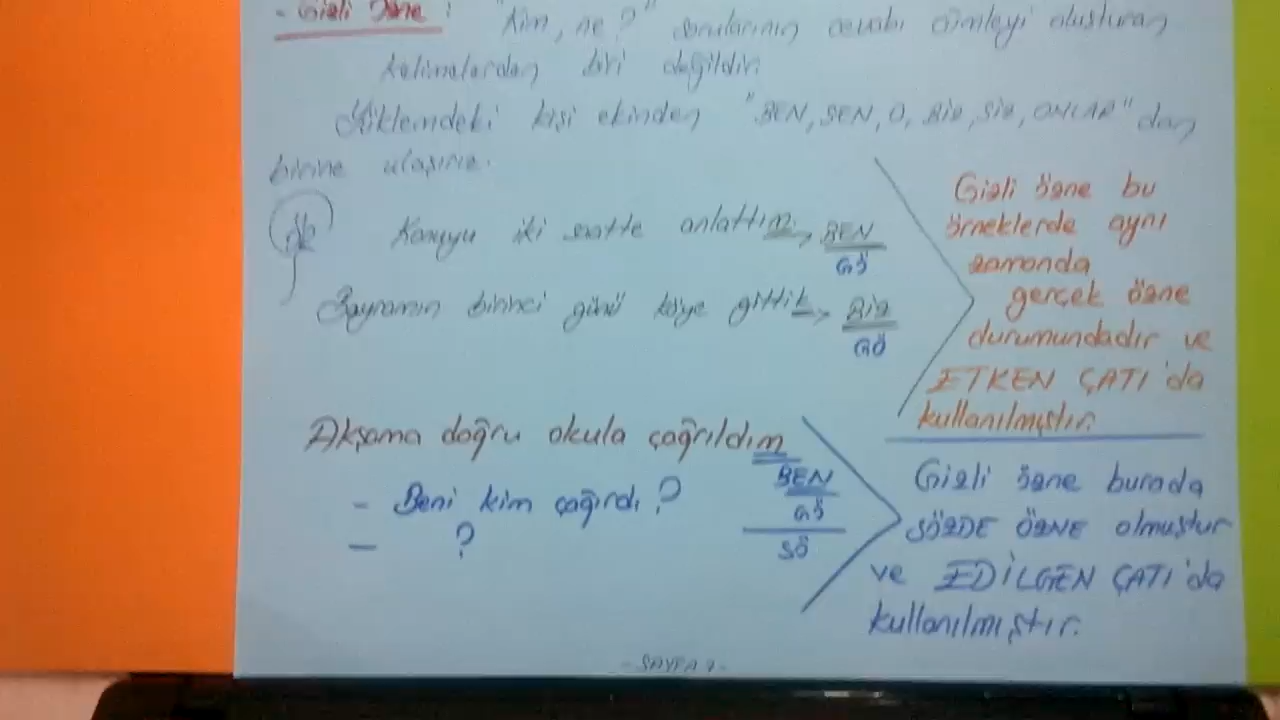 - Gizli Özne : "Kim, ne?" sorularının cevabı cümleyi oluşturan
kelimelerden biri değildir.
Yüklemdeki kişi ekinden "BEN, SEN, O, BİZ, SİZ, ONLAR" dan
birine ulaşırız.
Ör
Konuyu iki saatte anlattım → BEN
GÖ
Bayramın birinci günü köye gittik → BİZ
GÖ
Gizli özne bu
örneklerde aynı
zamanda
gerçek özne
durumundadır ve
ETKEN ÇATI'da
kullanılmıştır.
Akşama doğru okula çağrıldım
BEN
GÖ
SÖ
- Beni kim çağırdı?
- ?
Gizli özne burada
SÖZDE ÖZNE olmuştur
ve EDİLGEN ÇATI'da
kullanılmıştır.